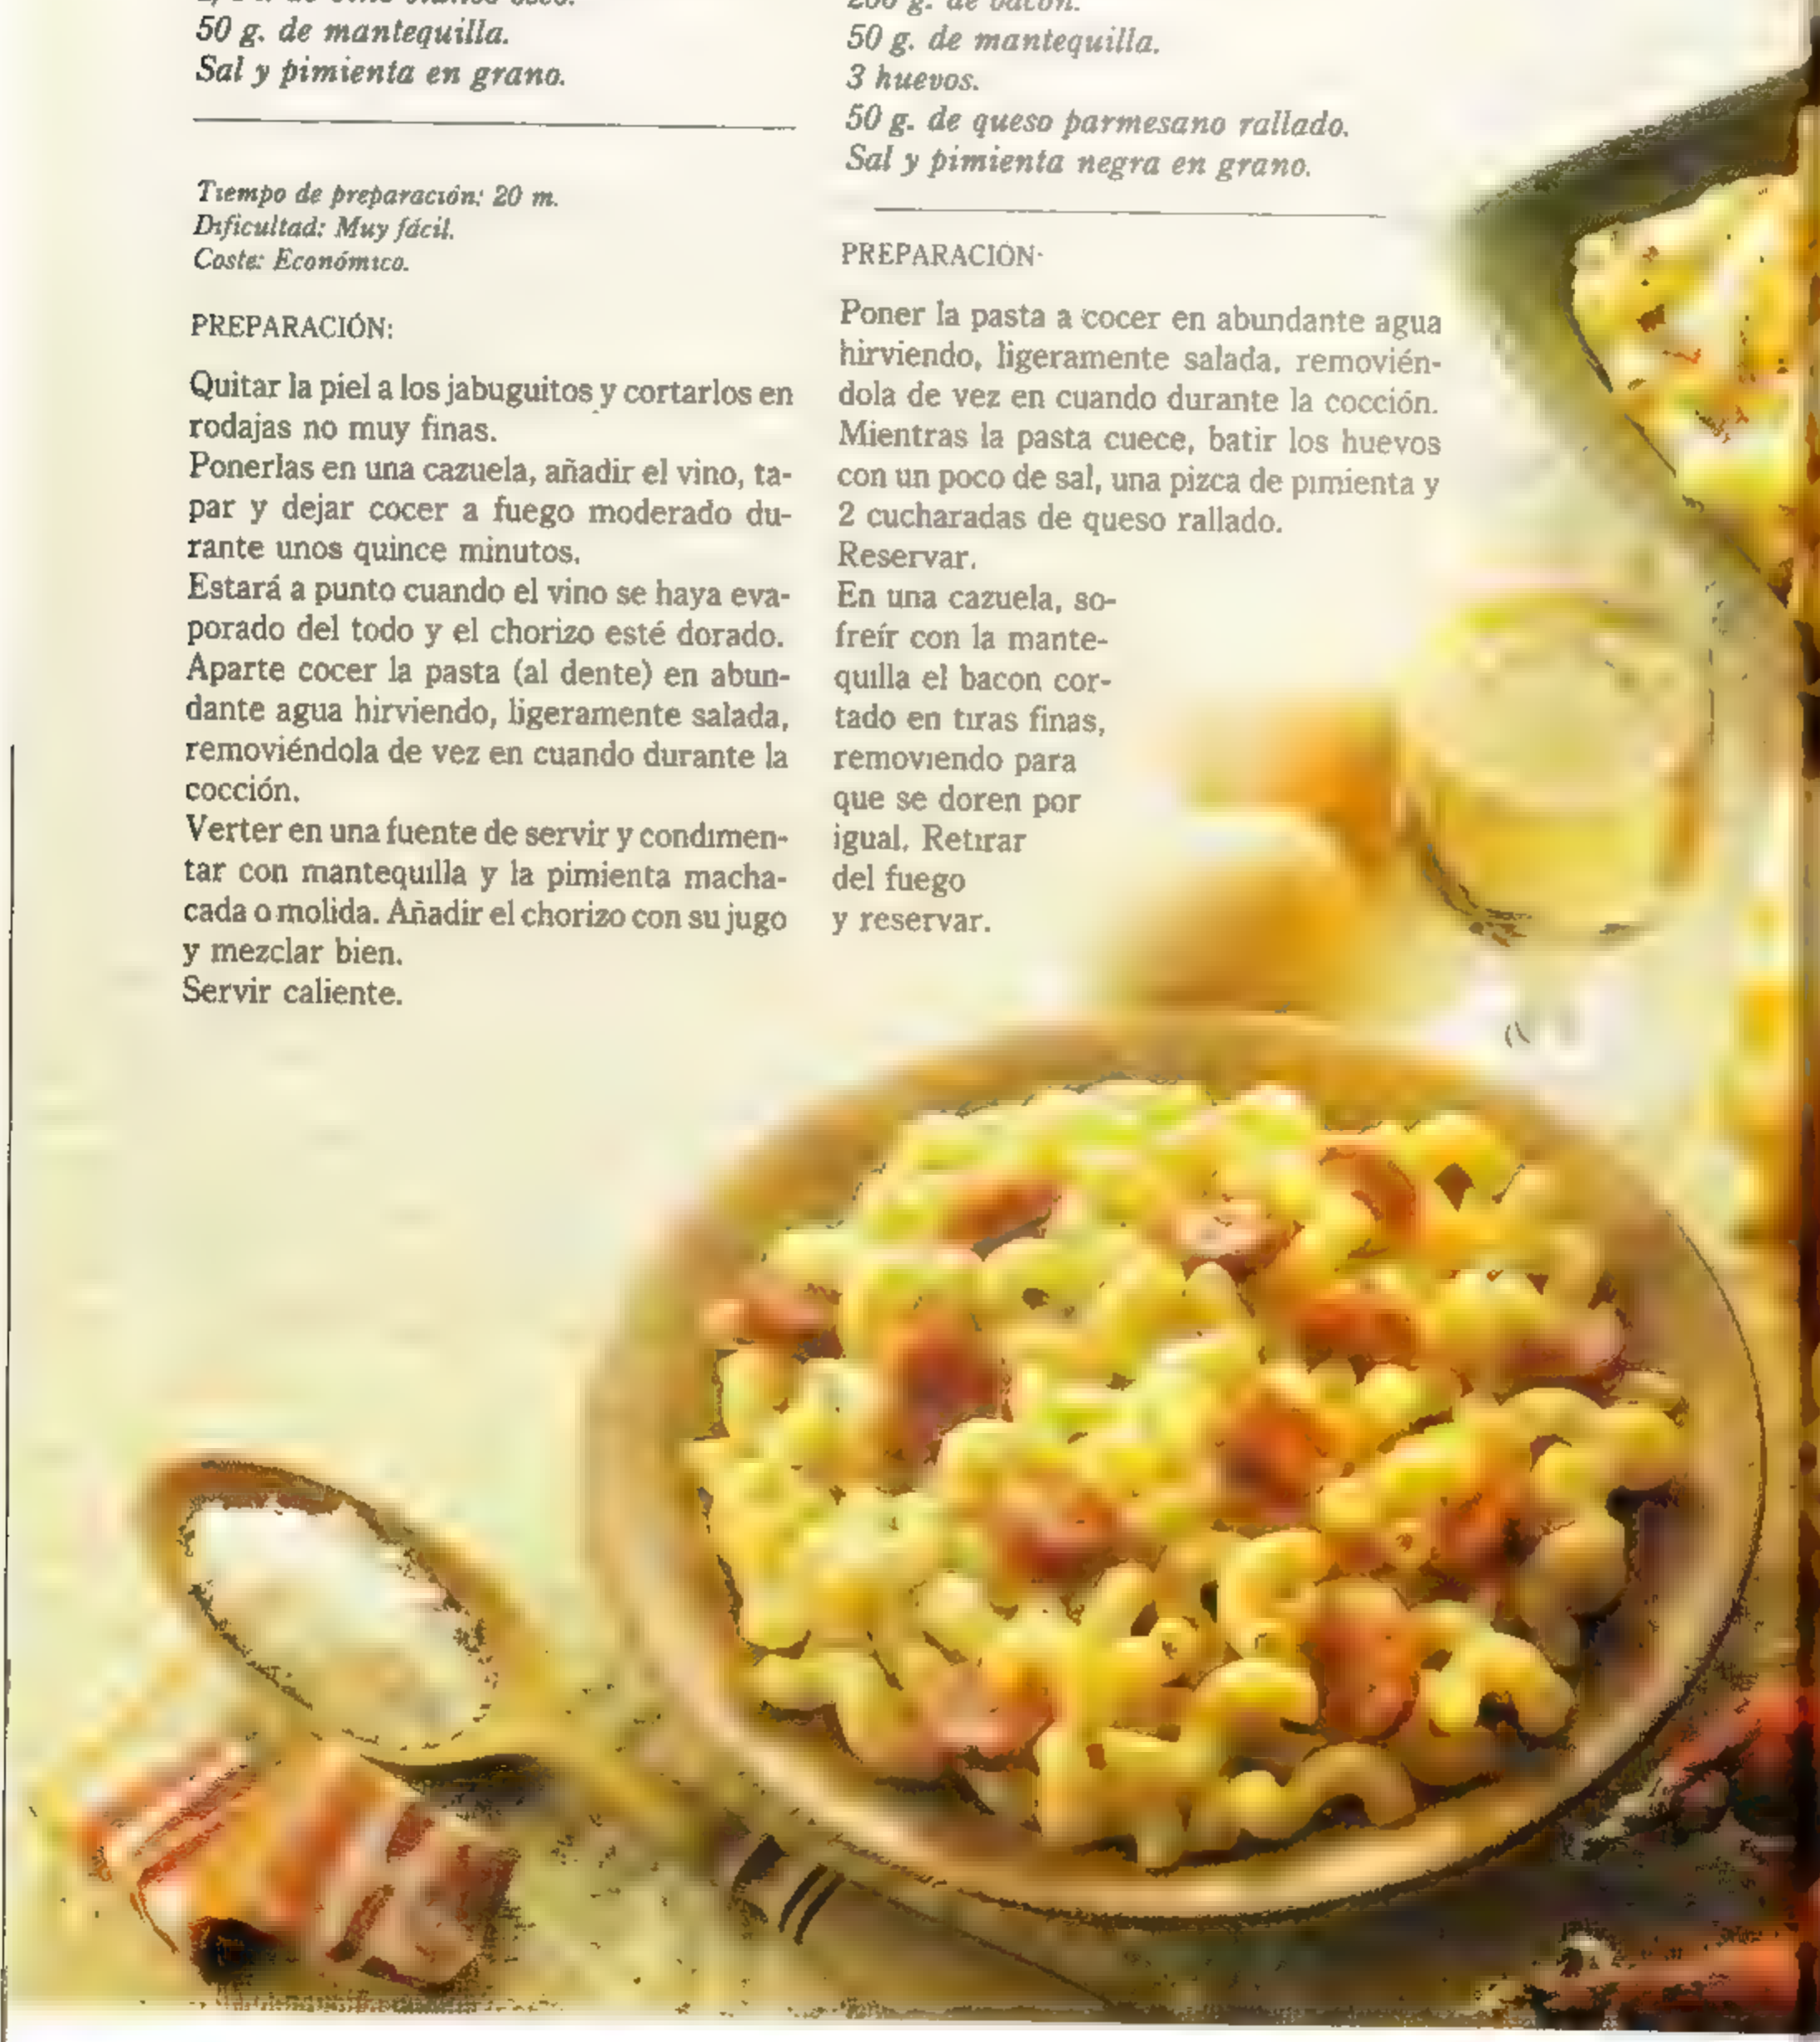 50 g. de mantequilla.
Sal y pimienta en grano.
Tiempo de preparación: 20 m.
Dificultad: Muy fácil.
Coste: Económico.
PREPARACIÓN:
Quitar la piel a los jabuguitos y cortarlos en
rodajas no muy finas.
Ponerlas en una cazuela, añadir el vino, ta-
par y dejar cocer a fuego moderado du-
rante unos quince minutos.
Estará a punto cuando el vino se haya eva-
porado del todo y el chorizo esté dorado.
Aparte cocer la pasta (al dente) en abun-
dante agua hirviendo, ligeramente salada,
removiéndola de vez en cuando durante la
cocción.
Verter en una fuente de servir y condimen-
tar con mantequilla y la pimienta macha-
cada o molida. Añadir el chorizo con su jugo
y mezclar bien.
Servir caliente.
200 g. de bacon.
50 g. de mantequilla.
3 huevos.
50 g. de queso parmesano rallado.
Sal y pimienta negra en grano.
PREPARACIÓN:
Poner la pasta a cocer en abundante agua
hirviendo, ligeramente salada, removién-
dola de vez en cuando durante la cocción.
Mientras la pasta cuece, batir los huevos
con un poco de sal, una pizca de pimienta y
2 cucharadas de queso rallado.
Reservar.
En una cazuela, so-
freír con la mante-
quilla el bacon cor-
tado en tiras finas,
removiendo para
que se doren por
igual. Retirar
del fuego
y reservar.